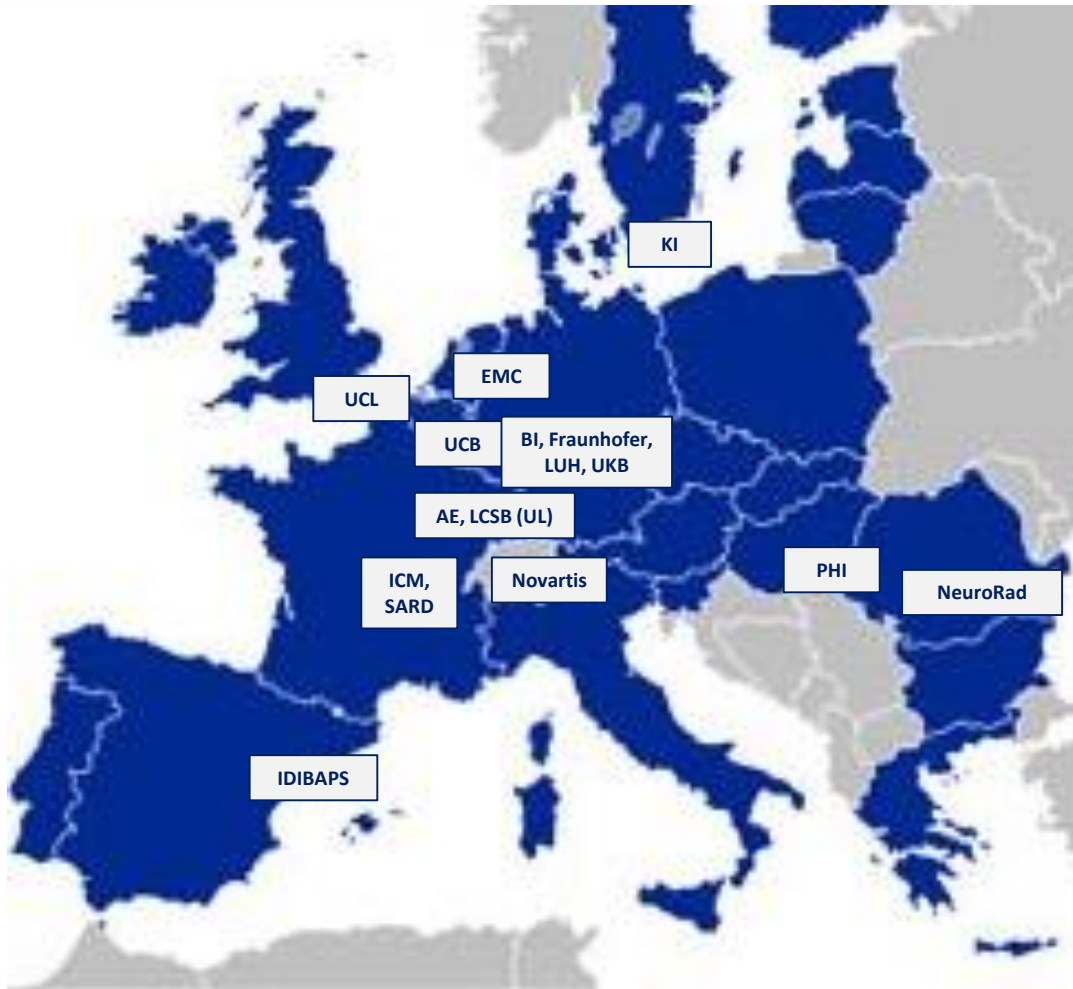 KI
EMC
UCL
UCB
BI, Fraunhofer,
LUH, UKB
AE, LCSB (UL)
ICM,
SARD
Novartis
PHI
NeuroRad
IDIBAPS